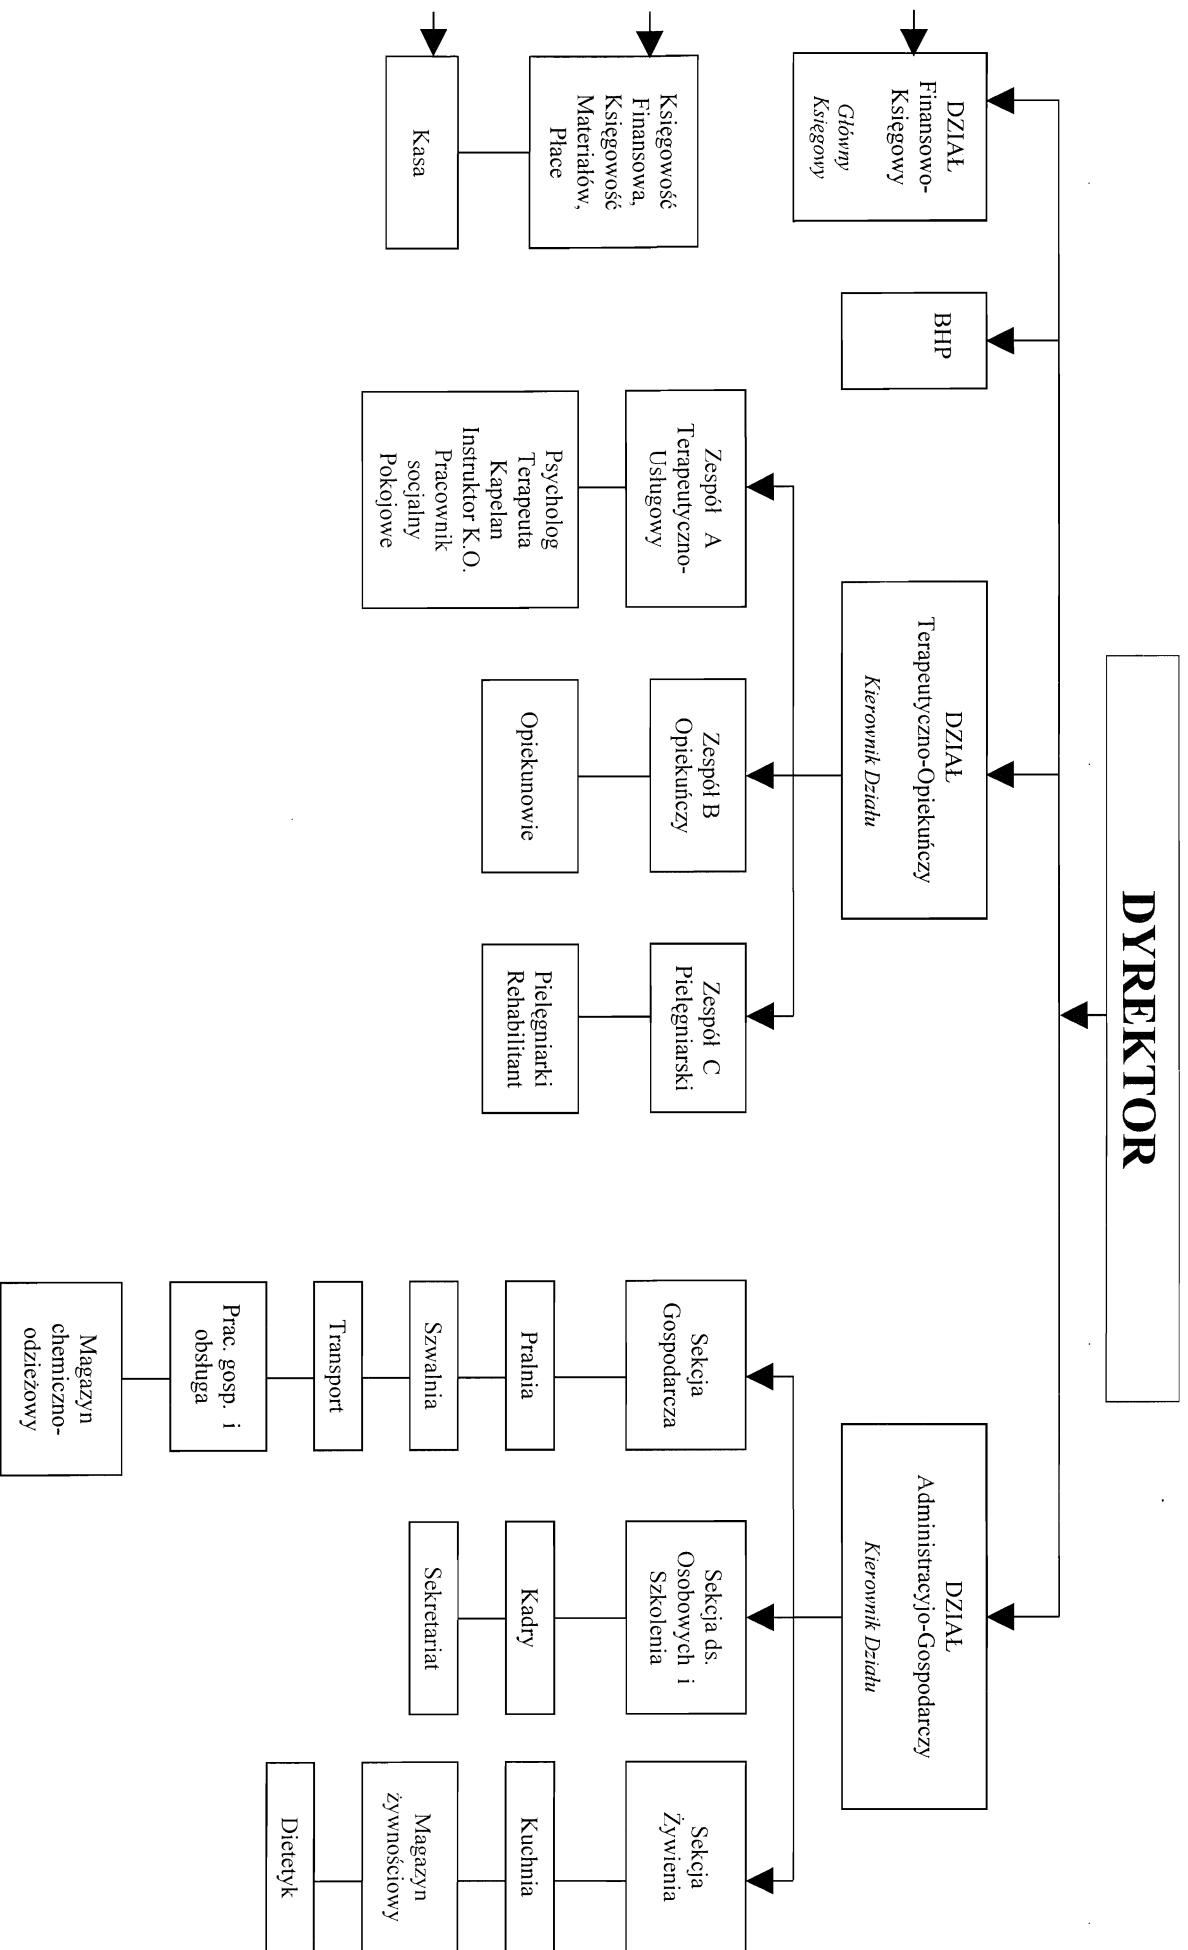 DYREKTOR
DZIAŁ
Finansowo-
Księgowy
Główny
Księgowy
BHP
DZIAŁ
Terapeutyczno-Opiekuńczy
Kierownik Działu
DZIAŁ
Administracyjo-Gospodarczy
Kierownik Działu
Księgowość
Finansowa,
Księgowość
Materiałów,
Płace
Kasa
Zespół A
Terapeutyczno-
Usługowy
Psycholog
Terapeuta
Kapelan
Instruktor K.O.
Pracownik
socjalny
Pokojowe
Zespół B
Opiekuńczy
Opiekunowie
Zespół C
Pielęgniarski
Pielęgniarki
Rehabilitant
Sekcja
Gospodarcza
Pralnia
Szwalnia
Transport
Prac. gosp. i
obsługa
Magazyn
chemiczno-
odzieżowy
Sekcja ds.
Osobowych i
Szkolenia
Kadry
Sekretariat
Sekcja
Żywienia
Kuchnia
Magazyn
żywnościowy
Dietetyk